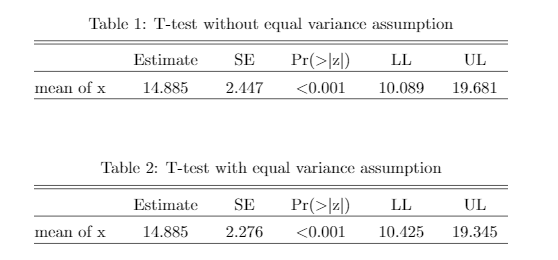 Table 1: T-test without equal variance assumption
Estimate SE Pr(>|z|) LL UL
mean of x 14.885 2.447 <0.001 10.089 19.681
Table 2: T-test with equal variance assumption
Estimate SE Pr(>|z|) LL UL
mean of x 14.885 2.276 <0.001 10.425 19.345